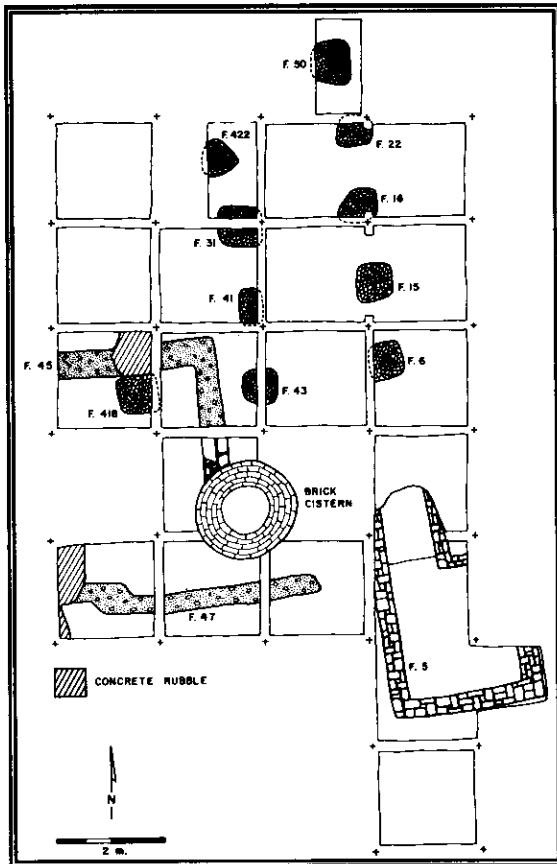 F. 50
F. 422
F. 22
F. 16
F. 31
F. 15
F. 41
F. 45
F. 6
F. 43
F. 418
BRICK
CISTERN
F. 47
F. 5
CONCRETE RUBBLE
N
2 m.